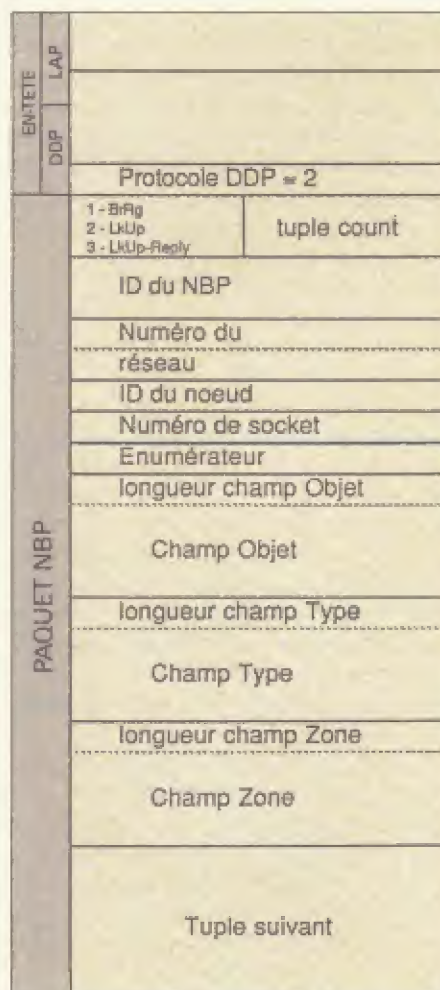 EN-TETE
LAP
DDP
Protocole DDP = 2
1 - BrRg
2 - LkUp
3 - LkUp-Reply
tuple count
ID du NBP
Numéro du
réseau
ID du noeud
Numéro de socket
Enumérateur
longueur champ Objet
Champ Objet
longueur champ Type
Champ Type
longueur champ Zone
Champ Zone
Tuple suivant
PAQUET NBP